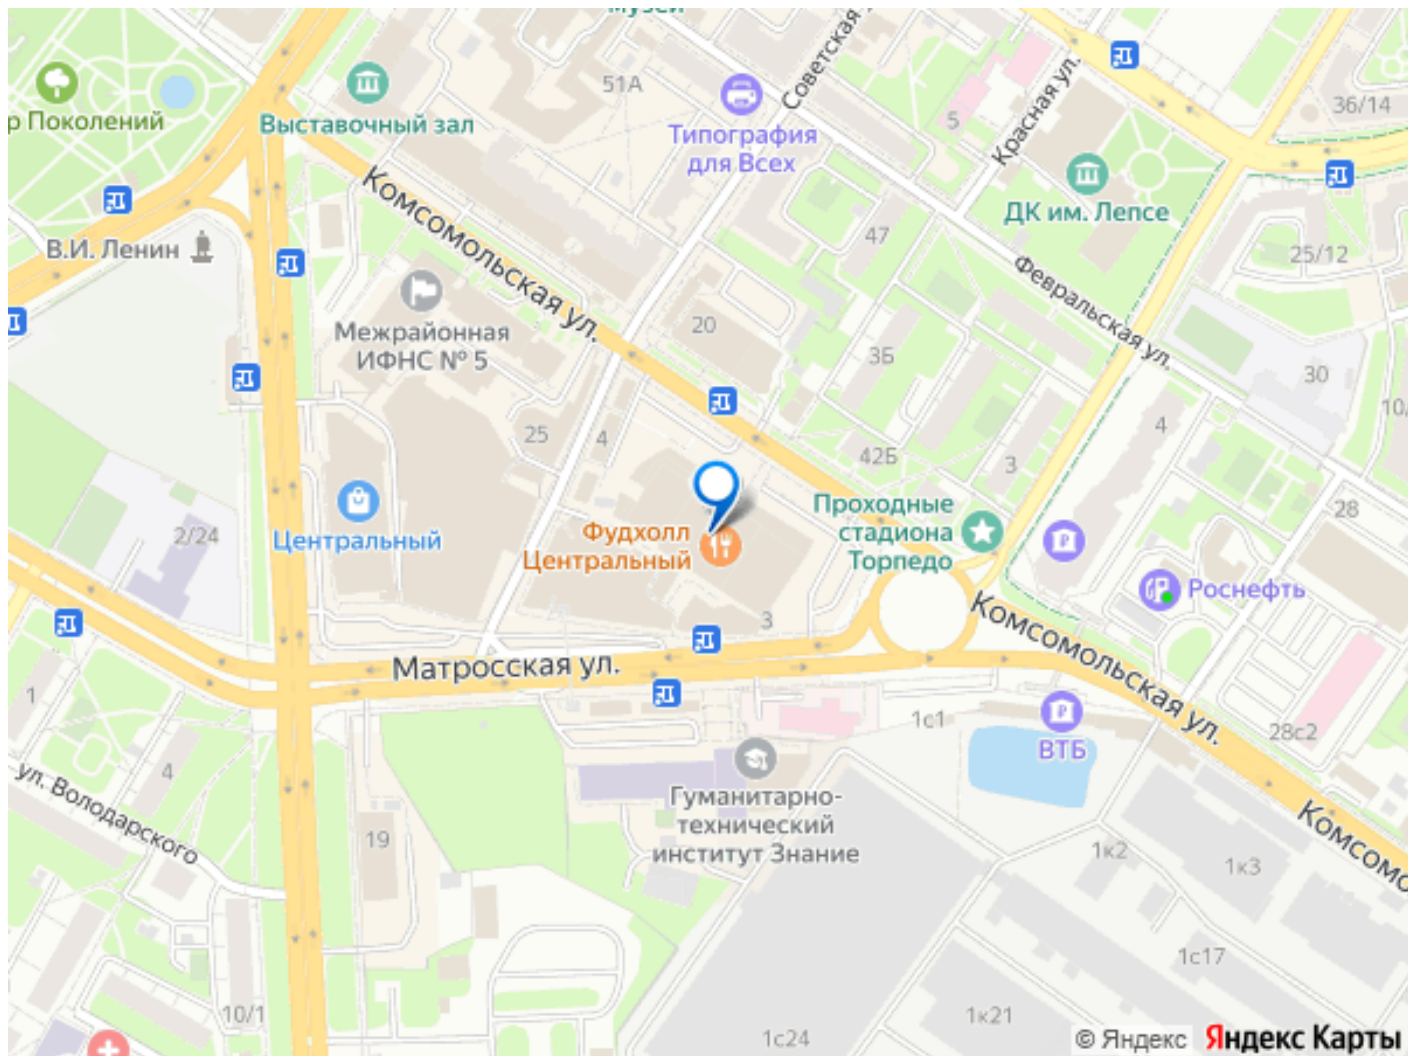 51А
Советская
36/14
р Поколений
Выставочный зал
Типография
для Всех
5
Красная ул.
ДК им. Лепсе
Комсомольская ул.
В.И. Ленин
47
25/12
Февральская ул.
Межрайонная
ИФНС № 5
20
3Б
30
10
25
4
42Б
3
4
28
Проходные
стадиона
Торпедо
2/24
Центральный
Фудхолл
Центральный
Роснефть
3
Комсомольская ул.
Матросская ул.
1
1с1
28с2
ВТБ
4
ул. Володарского
Гуманитарно-
технический
институт Знание
19
1к2
1к3
Комсомо
1с17
10/1
1к21
1с24
© Яндекс Яндекс Карты